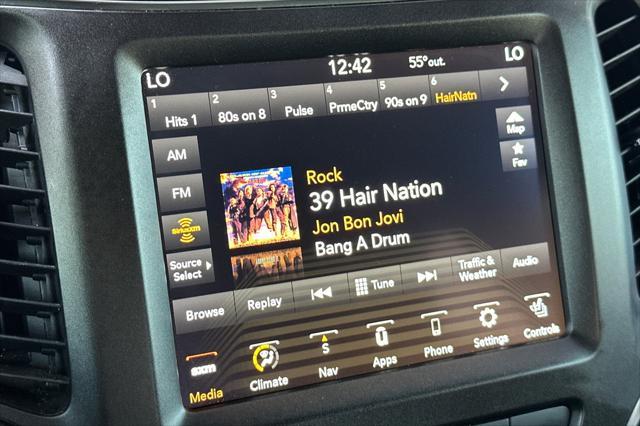 LO 12:42 55°out. LO
1 Hits 1
2 80s on 8
3 Pulse
4 PrmeCtry
5 90s on 9
6 HairNatn
AM
FM
SiriusXM
Source Select
Map
Fav
Rock
39 Hair Nation
Jon Bon Jovi
Bang A Drum
Browse
Replay
Tune
Traffic & Weather
Audio
sxm
Media
Climate
S
Nav
Apps
Phone
Settings
Controls